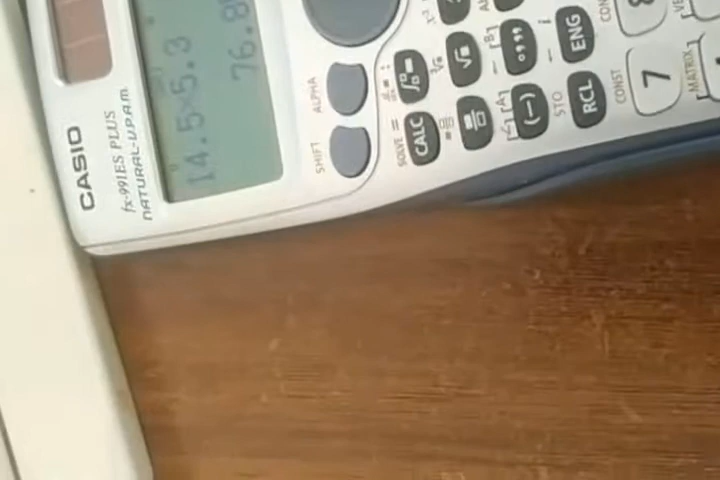 CASIO
fx-991ES PLUS
NATURAL-V.P.A.M.
14.5×5.3
76.8
SHIFT
ALPHA
SOLVE =
CALC
RCL
STO
(−)
ENG
CONST
7
MATRIX